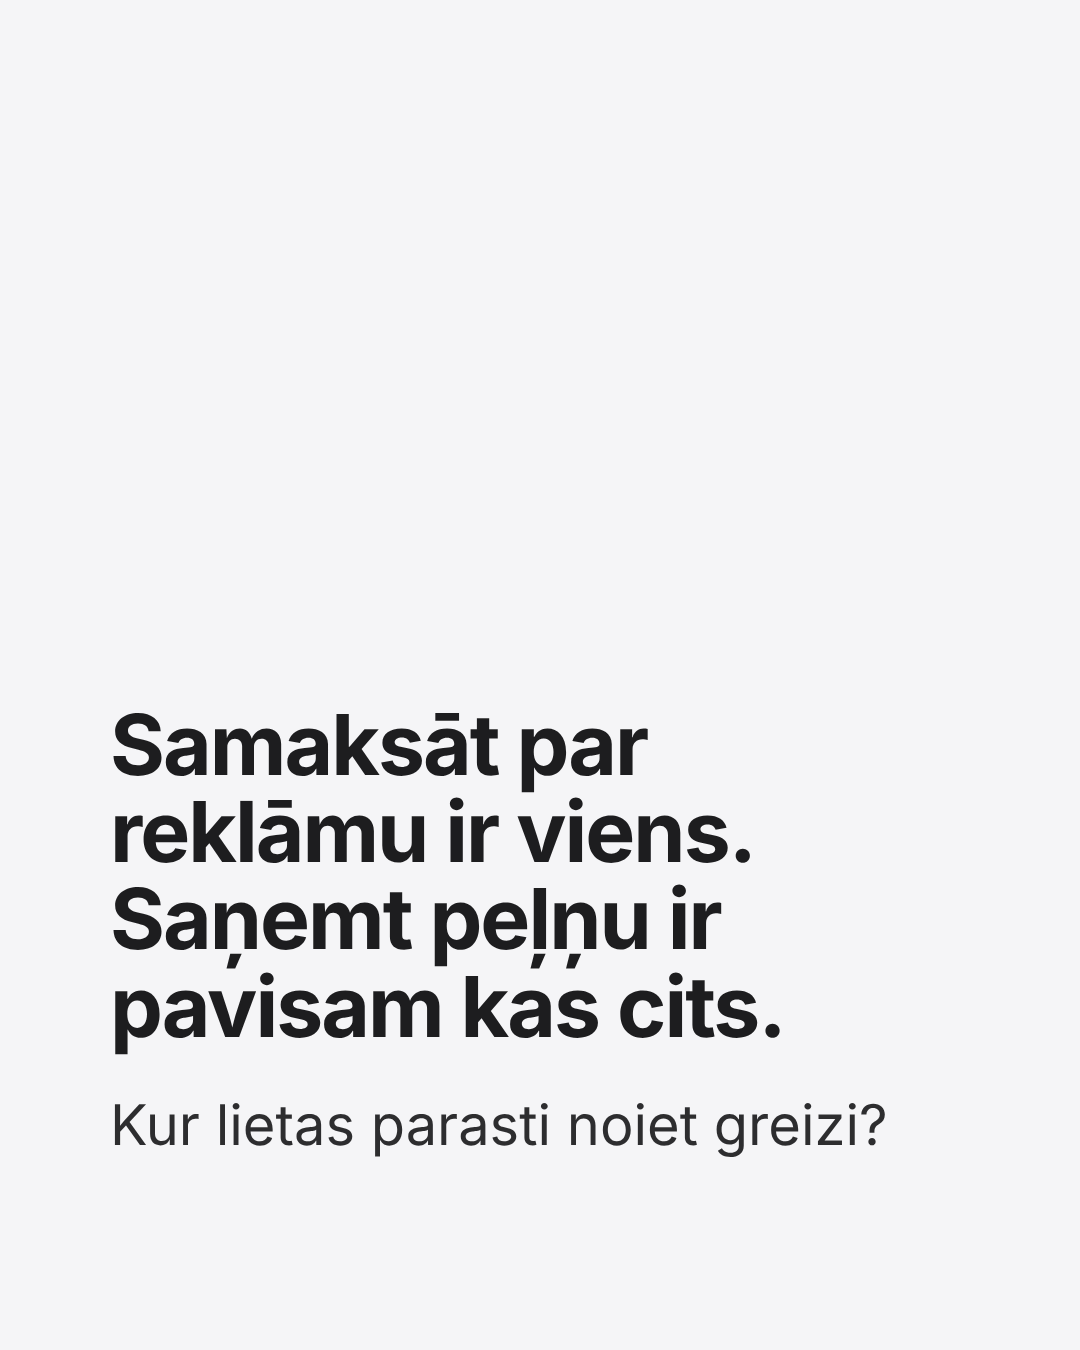 Samaksāt par
reklāmu ir viens.
Saņemt peļņu ir
pavisam kas cits.
Kur lietas parasti noiet greizi?